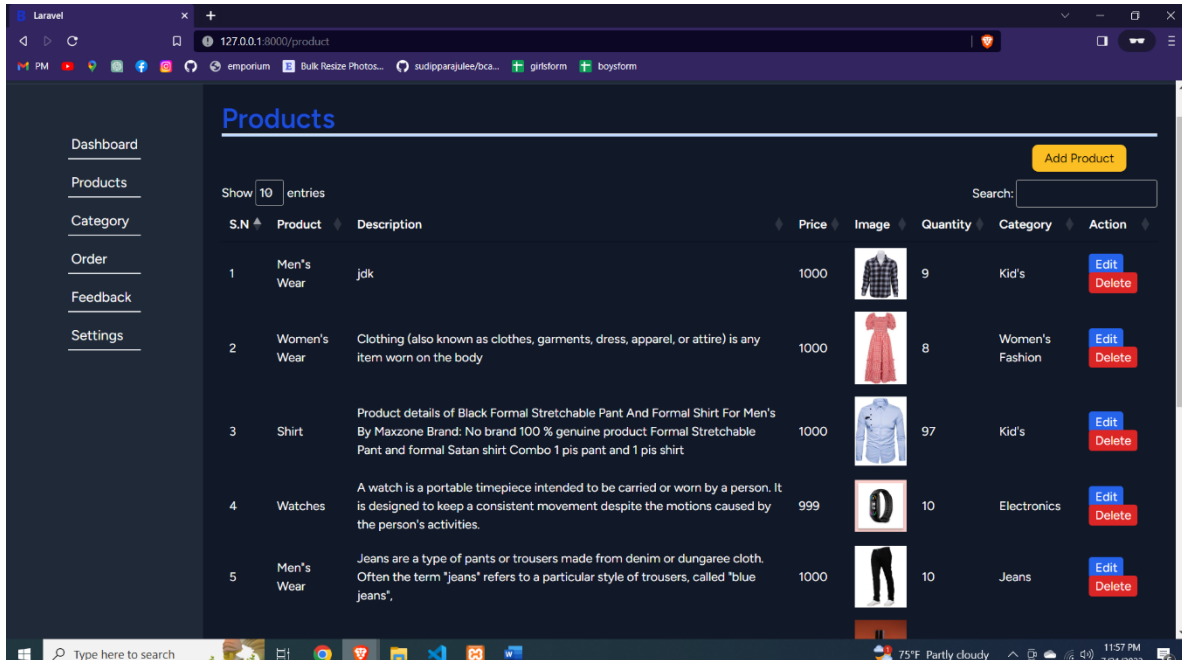 Laravel
127.0.0.1:8000/product
PM
emporium
Bulk Resize Photos...
sudipparajulee/bca...
girlsform
boysform
Products
Dashboard
Products
Category
Order
Feedback
Settings
Add Product
Show 10 entries
Search:
S.N Product Description Price Image Quantity Category Action
1 Men"s Wear jdk 1000 9 Kid's Edit Delete
2 Women's Wear Clothing (also known as clothes, garments, dress, apparel, or attire) is any
item worn on the body 1000 8 Women's Fashion Edit Delete
3 Shirt Product details of Black Formal Stretchable Pant And Formal Shirt For Men's
By Maxzone Brand: No brand 100 % genuine product Formal Stretchable
Pant and formal Satan shirt Combo 1 pis pant and 1 pis shirt 1000 97 Kid's Edit Delete
4 Watches A watch is a portable timepiece intended to be carried or worn by a person. It
is designed to keep a consistent movement despite the motions caused by
the person's activities. 999 10 Electronics Edit Delete
5 Men"s Wear Jeans are a type of pants or trousers made from denim or dungaree cloth.
Often the term "jeans" refers to a particular style of trousers, called "blue
jeans", 1000 10 Jeans Edit Delete
Type here to search
75°F Partly cloudy
11:57 PM